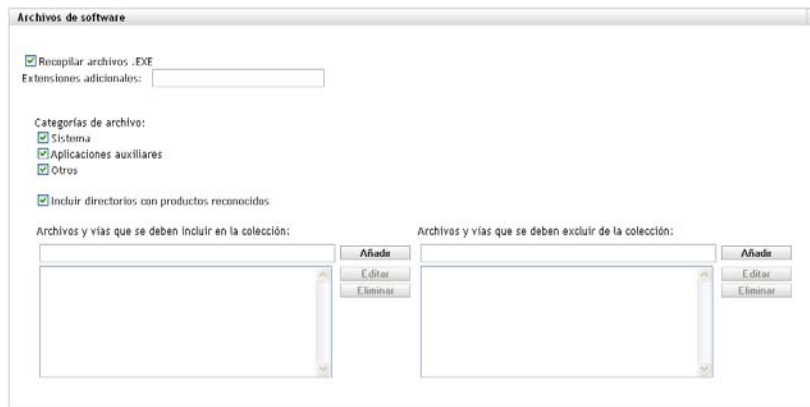 Archivos de software
Recopilar archivos .EXE
Extensiones adicionales:
Categorías de archivo:
Sistema
Aplicaciones auxiliares
Otros
Incluir directorios con productos reconocidos
Archivos y vías que se deben incluir en la colección:
Añadir
Editar
Eliminar
Archivos y vías que se deben excluir de la colección:
Añadir
Editar
Eliminar